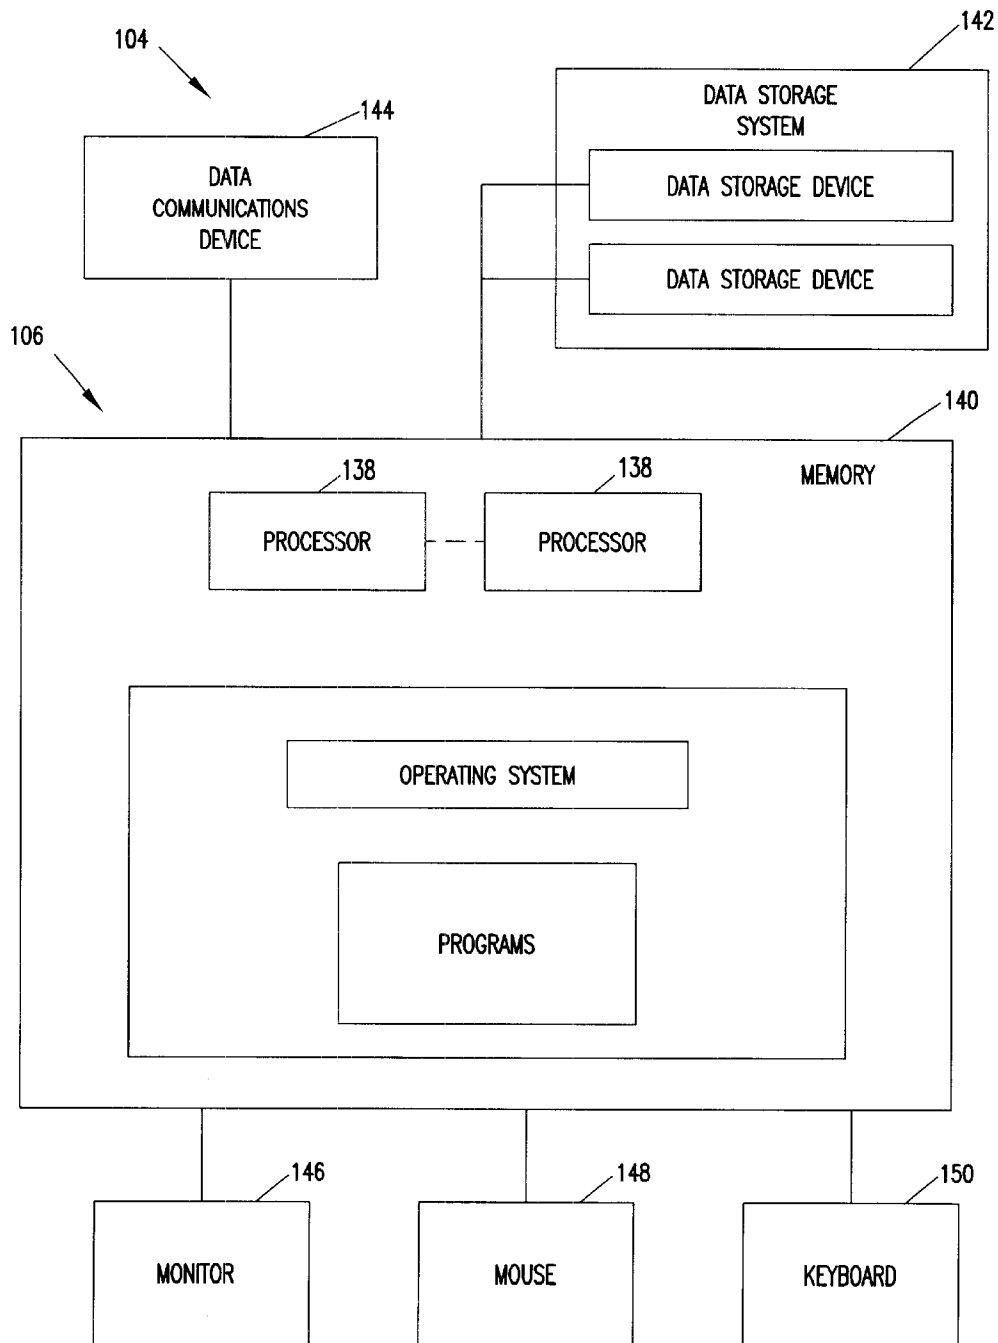 104
142
144
DATA
COMMUNICATIONS
DEVICE
DATA STORAGE
SYSTEM
DATA STORAGE DEVICE
DATA STORAGE DEVICE
106
140
MEMORY
138
138
PROCESSOR
PROCESSOR
OPERATING SYSTEM
PROGRAMS
146
148
150
MONITOR
MOUSE
KEYBOARD